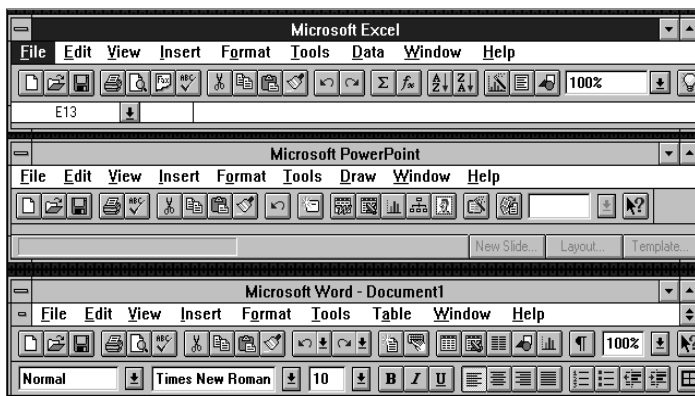 Microsoft Excel
File Edit View Insert Format Tools Data Window Help
100%
E13
Microsoft PowerPoint
File Edit View Insert Format Tools Draw Window Help
New Slide... Layout... Template...
Microsoft Word - Document1
File Edit View Insert Format Tools Table Window Help
100%
Normal Times New Roman 10 B I U